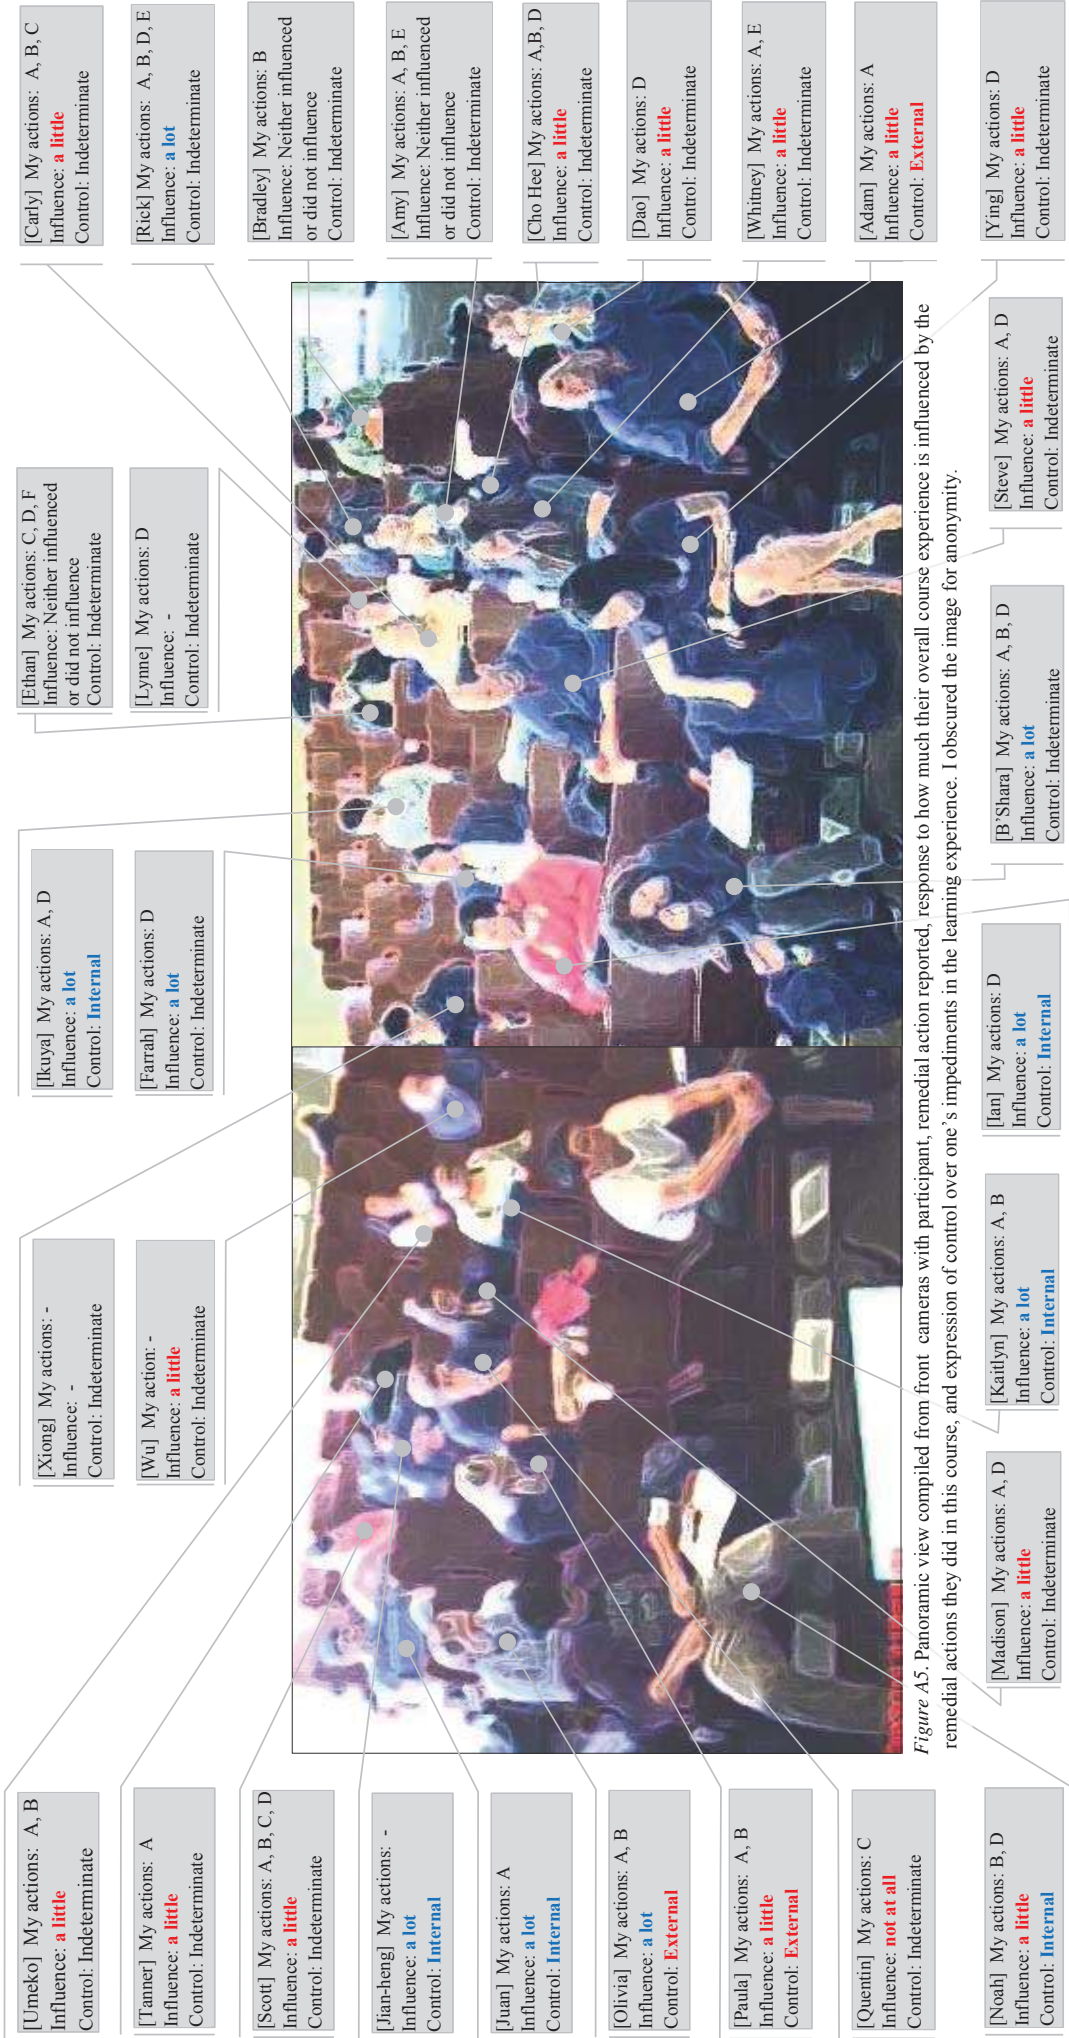 [Umeko]  My actions:  A, B
Influence: a little
Control: Indeterminate
[Tanner]  My actions:  A
Influence: a little
Control: Indeterminate
[Scott]  My actions: A, B, C, D
Influence: a little
Control: Indeterminate
[Jian-heng]  My actions:  -
Influence: a lot
Control: Internal
[Juan]  My actions: A
Influence: a lot
Control: Internal
[Olivia]  My actions: A, B
Influence: a lot
Control: External
[Paula]  My actions:  A, B
Influence: a little
Control: External
[Quentin]  My actions: C
Influence: not at all
Control: Indeterminate
[Noah]  My actions: B, D
Influence: a little
Control: Internal
[Xiong]  My actions: -
Influence:  -
Control: Indeterminate
[Wu]  My action: -
Influence: a little
Control: Indeterminate
[Ikuya]  My actions: A, D
Influence: a lot
Control: Internal
[Farrah]  My actions: D
Influence: a lot
Control: Indeterminate
[Ethan]  My actions: C, D, F
Influence: Neither influenced
or did not influence
Control: Indeterminate
[Lynne]  My actions: D
Influence:  -
Control: Indeterminate
[Carly]  My actions:  A, B, C
Influence: a little
Control: Indeterminate
[Rick] My actions:  A, B, D, E
Influence: a lot
Control: Indeterminate
[Bradley]  My actions: B
Influence: Neither influenced
or did not influence
Control: Indeterminate
[Amy]  My actions: A, B, E
Influence: Neither influenced
or did not influence
Control: Indeterminate
[Cho Hee] My actions: A,B, D
Influence: a little
Control: Indeterminate
[Dao]  My actions: D
Influence: a little
Control: Indeterminate
[Whitney]  My actions: A, E
Influence: a little
Control: Indeterminate
[Adam]  My actions: A
Influence: a little
Control: External
[Ying]  My actions: D
Influence: a little
Control: Indeterminate
[Madison]  My actions: A, D
Influence: a little
Control: Indeterminate
[Kaitlyn]  My actions: A, B
Influence: a lot
Control: Internal
[Ian]  My actions: D
Influence: a lot
Control: Internal
[B'Shara]  My actions: A, B, D
Influence: a lot
Control: Indeterminate
[Steve]  My actions: A, D
Influence: a little
Control: Indeterminate
Figure A5. Panoramic view compiled from front  cameras with participant, remedial action reported, response to how much their overall course experience is influenced by the
remedial actions they did in this course, and expression of control over one's impediments in the learning experience. I obscured the image for anonymity.